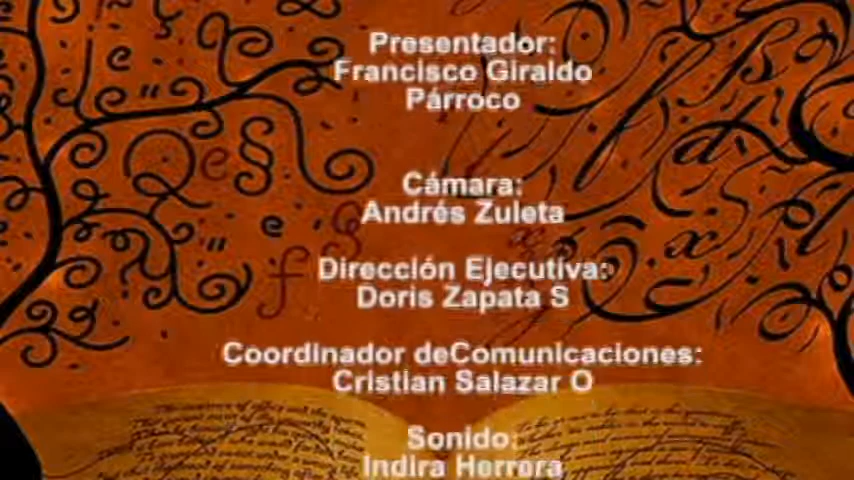 Presentador:
Francisco Giraldo
Párroco
Cámara:
Andrés Zuleta
Dirección Ejecutiva:
Doris Zapata S
Coordinador deComunicaciones:
Cristian Salazar O
Sonido:
Indira Herrera